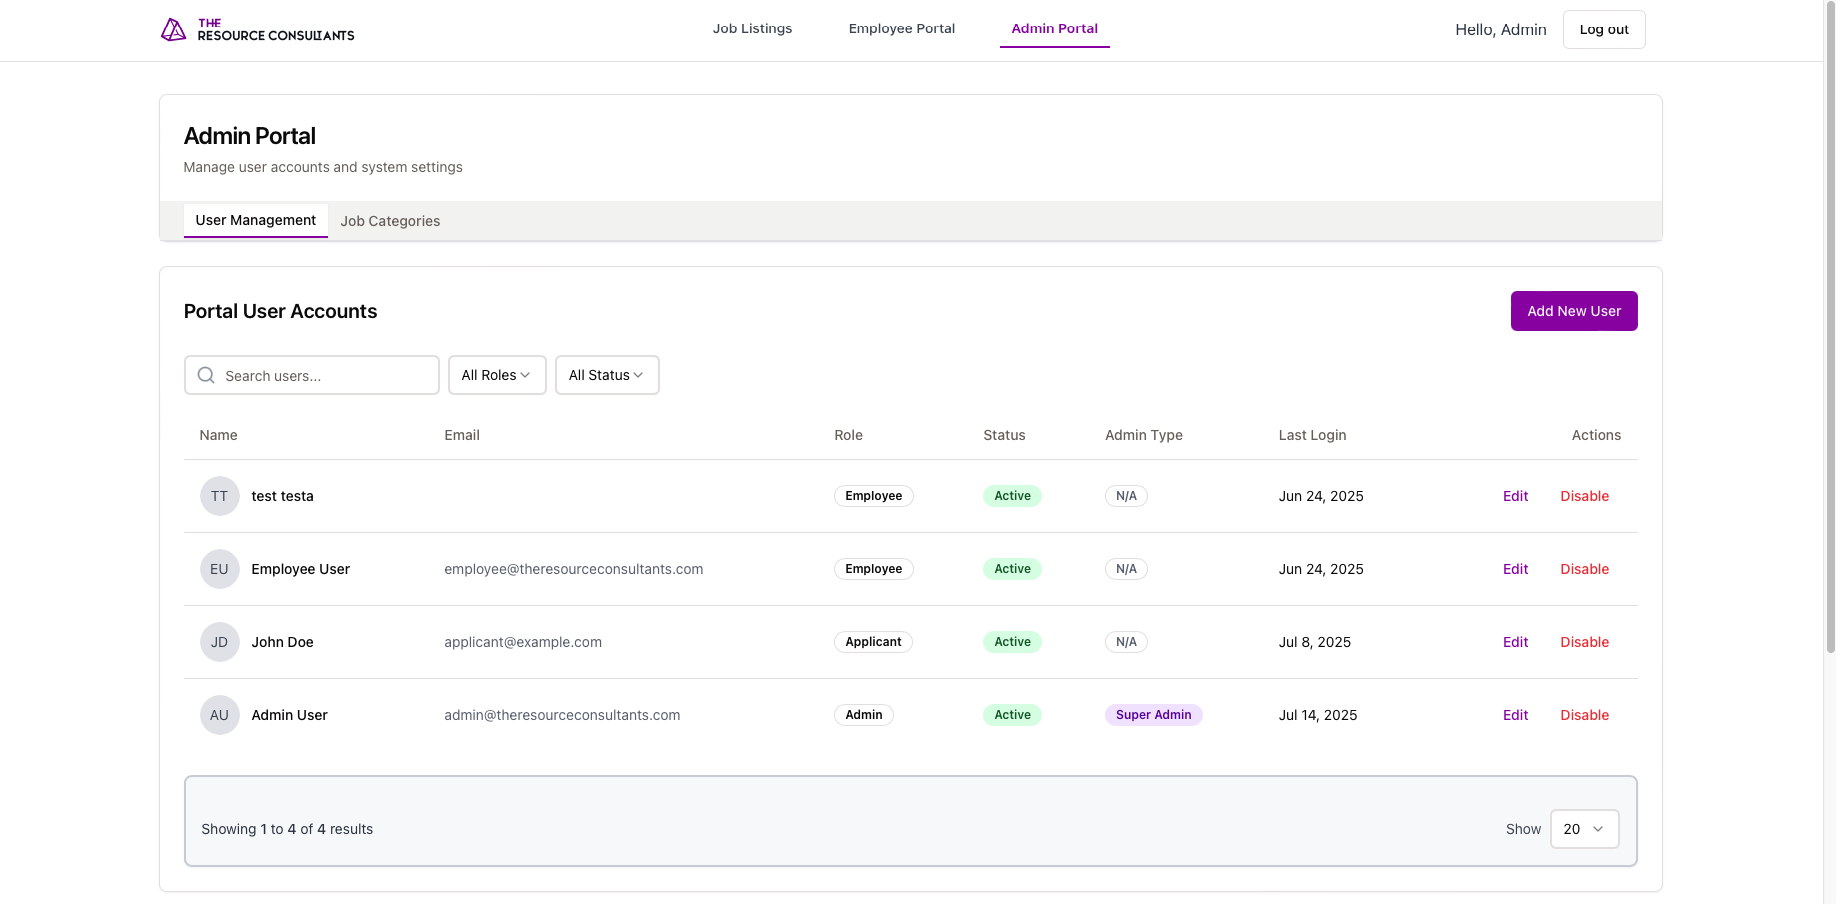 THE
RESOURCE CONSULTANTS
Job Listings Employee Portal Admin Portal Hello, Admin Log out
Admin Portal
Manage user accounts and system settings
User Management Job Categories
Portal User Accounts Add New User
Search users... All Roles All Status
Name Email Role Status Admin Type Last Login Actions
TT test testa Employee Active N/A Jun 24, 2025 Edit Disable
EU Employee User employee@theresourceconsultants.com Employee Active N/A Jun 24, 2025 Edit Disable
JD John Doe applicant@example.com Applicant Active N/A Jul 8, 2025 Edit Disable
AU Admin User admin@theresourceconsultants.com Admin Active Super Admin Jul 14, 2025 Edit Disable
Showing 1 to 4 of 4 results Show 20